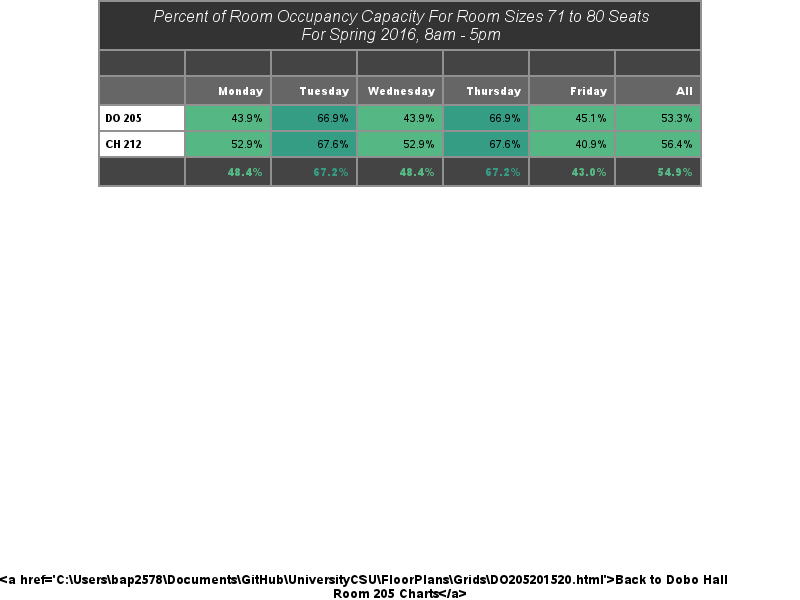 Percent of Room Occupancy Capacity For Room Sizes 71 to 80 Seats
For Spring 2016, 8am - 5pm
Monday Tuesday Wednesday Thursday Friday All
DO 205 43.9% 66.9% 43.9% 66.9% 45.1% 53.3%
CH 212 52.9% 67.6% 52.9% 67.6% 40.9% 56.4%
48.4% 67.2% 48.4% 67.2% 43.0% 54.9%
<a href='C:\Users\bap2578\Documents\GitHub\UniversityCSU\FloorPlans\Grids\DO205201520.html'>Back to Dobo Hall
Room 205 Charts</a>